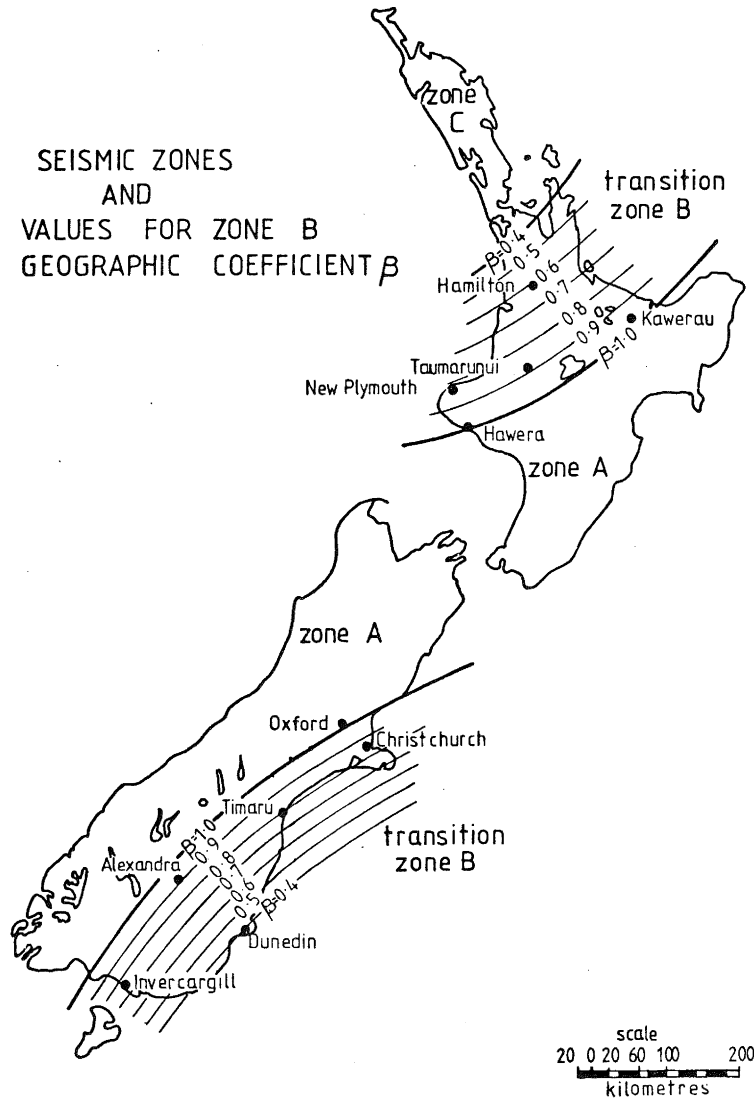 SEISMIC ZONES
AND
VALUES FOR ZONE B
GEOGRAPHIC COEFFICIENT β
zone
C
transition
zone B
β=0·4
0·5
0·6
0·7
0·8
0·9
β=1·0
Hamilton
Kawerau
Taumarunui
New Plymouth
Hawera
zone A
zone A
Oxford
Christchurch
Timaru
transition
zone B
β=1·0
0·9
0·8
0·7
0·6
0·5
β=0·4
Alexandra
Dunedin
Invercargill
scale
20 0 20 60 100 200
kilometres